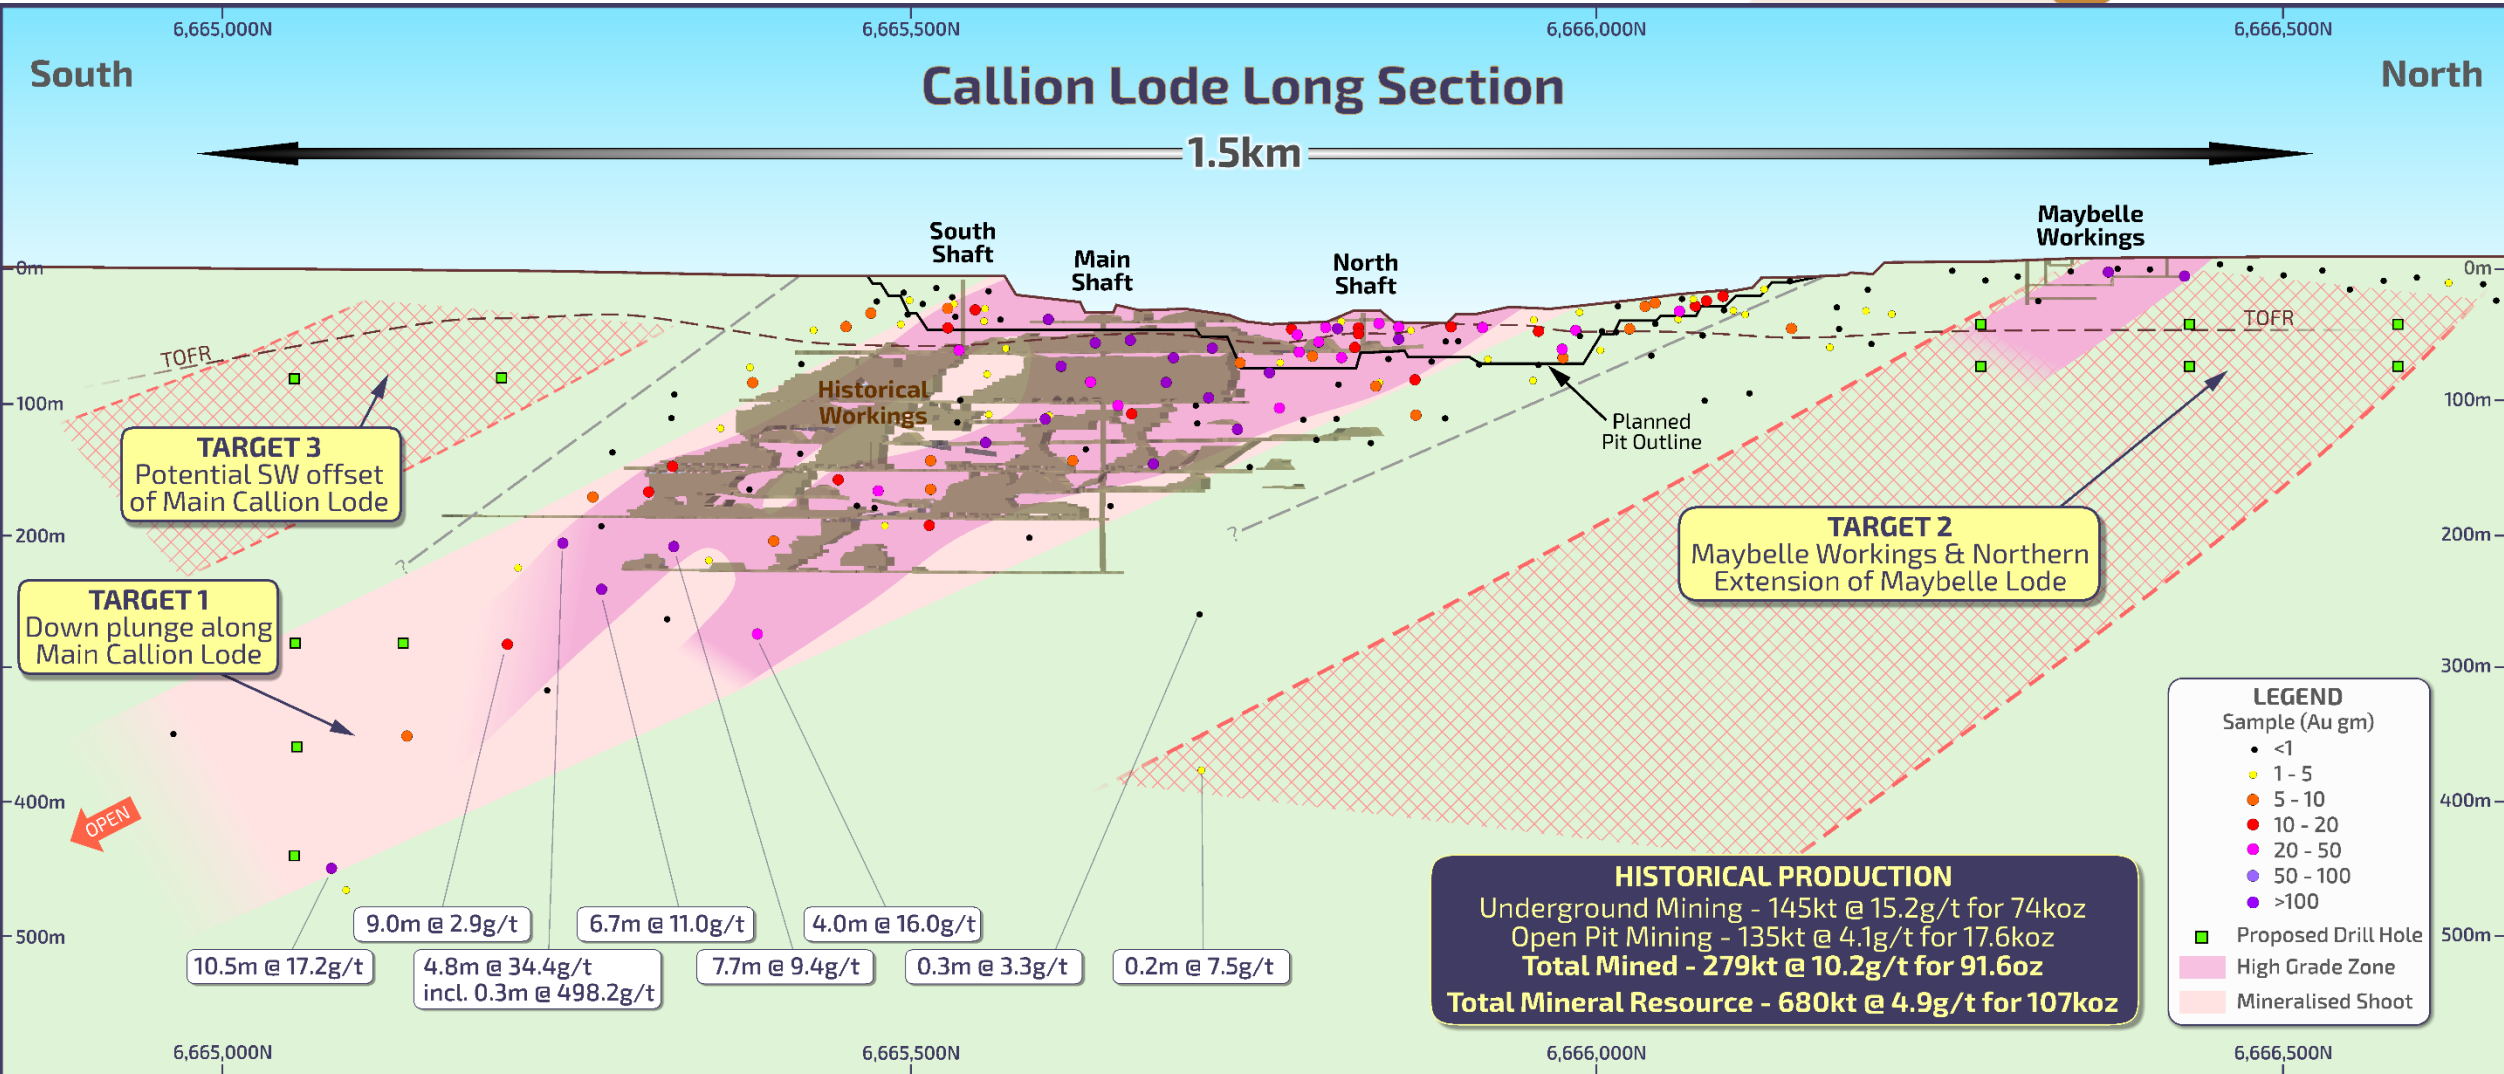 6,665,000N
6,665,500N
6,666,000N
6,666,500N
South
Callion Lode Long Section
North
1.5km
South
Shaft
Main
Shaft
North
Shaft
Maybelle
Workings
0m
0m
TOFR
TOFR
Historical
Workings
100m
100m
Planned
Pit Outline
TARGET 3
Potential SW offset
of Main Callion Lode
200m
200m
?
?
TARGET 2
Maybelle Workings & Northern
Extension of Maybelle Lode
TARGET 1
Down plunge along
Main Callion Lode
300m
400m
400m
OPEN
500m
500m
9.0m @ 2.9g/t
6.7m @ 11.0g/t
4.0m @ 16.0g/t
10.5m @ 17.2g/t
4.8m @ 34.4g/t
incl. 0.3m @ 498.2g/t
7.7m @ 9.4g/t
0.3m @ 3.3g/t
0.2m @ 7.5g/t
HISTORICAL PRODUCTION
Underground Mining - 145kt @ 15.2g/t for 74koz
Open Pit Mining - 135kt @ 4.1g/t for 17.6koz
Total Mined - 279kt @ 10.2g/t for 91.6oz
Total Mineral Resource - 680kt @ 4.9g/t for 107koz
LEGEND
Sample (Au gm)
<1
1 - 5
5 - 10
10 - 20
20 - 50
50 - 100
>100
Proposed Drill Hole
High Grade Zone
Mineralised Shoot
6,665,000N
6,665,500N
6,666,000N
6,666,500N